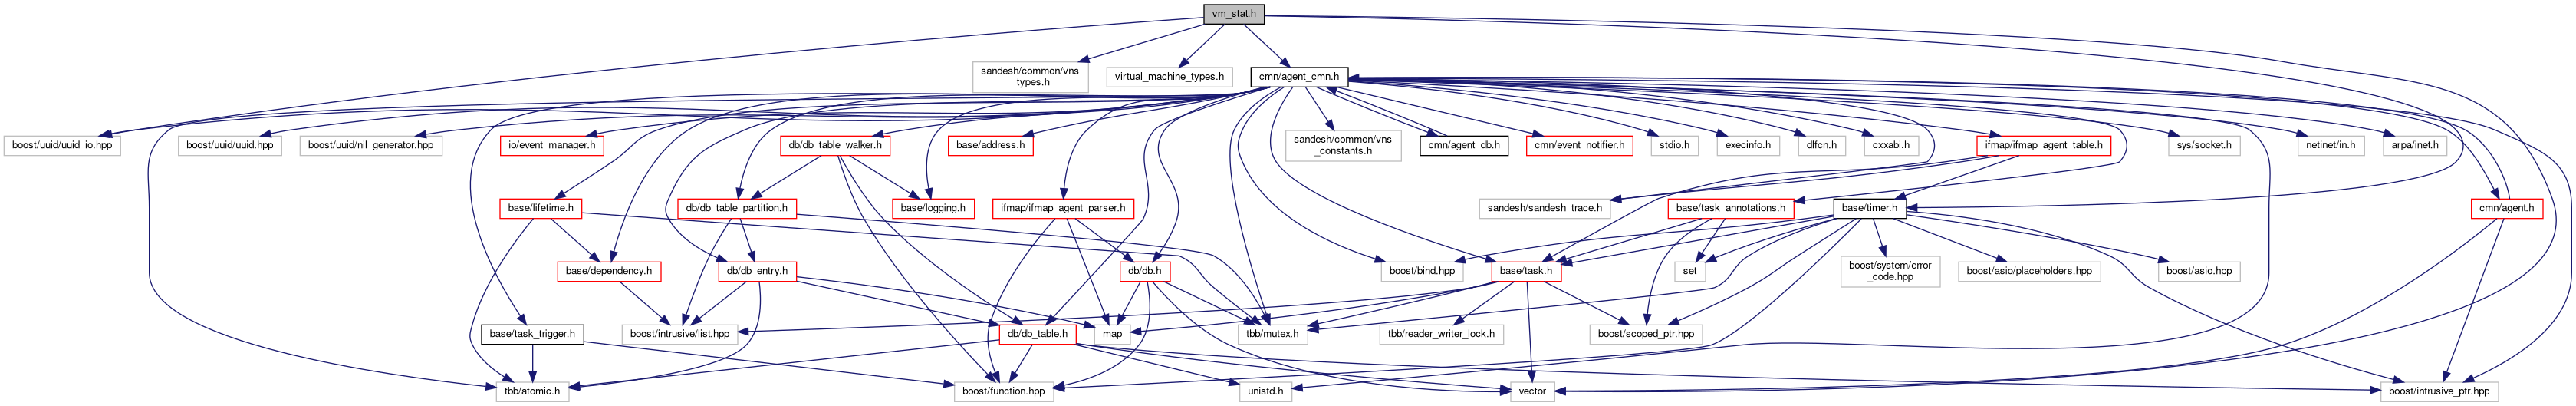 vm_stat.h
sandesh/common/vns
_types.h
virtual_machine_types.h
cmn/agent_cmn.h
boost/uuid/uuid_io.hpp
boost/uuid/uuid.hpp
boost/uuid/nil_generator.hpp
io/event_manager.h
db/db_table_walker.h
base/address.h
sandesh/common/vns
_constants.h
cmn/agent_db.h
cmn/event_notifier.h
stdio.h
execinfo.h
dlfcn.h
cxxabi.h
ifmap/ifmap_agent_table.h
sys/socket.h
netinet/in.h
arpa/inet.h
base/lifetime.h
db/db_table_partition.h
base/logging.h
ifmap/ifmap_agent_parser.h
sandesh/sandesh_trace.h
base/task_annotations.h
base/timer.h
cmn/agent.h
base/dependency.h
db/db_entry.h
db/db.h
boost/bind.hpp
base/task.h
set
boost/system/error
_code.hpp
boost/asio/placeholders.hpp
boost/asio.hpp
base/task_trigger.h
boost/intrusive/list.hpp
db/db_table.h
map
tbb/mutex.h
tbb/reader_writer_lock.h
boost/scoped_ptr.hpp
tbb/atomic.h
boost/function.hpp
unistd.h
vector
boost/intrusive_ptr.hpp